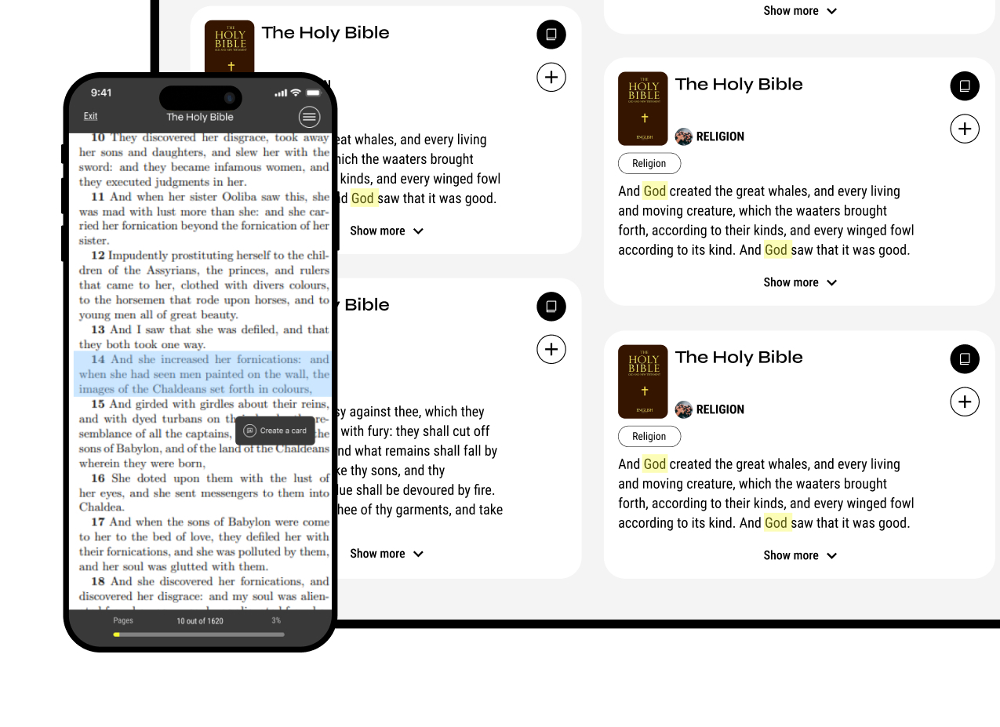 Show more
THE
HOLY
BIBLE
OLD AND NEW TESTAMENT
The Holy Bible
eat whales, and every living
hich the waaters brought
kinds, and every winged fowl
d God saw that it was good.
Show more
Bible
sy against thee, which they
with fury: they shall cut off
nd what remains shall fall by
ke thy sons, and thy
lue shall be devoured by fire.
hee of thy garments, and take
Show more
THE
HOLY
BIBLE
OLD AND NEW TESTAMENT
ENGLISH
The Holy Bible
RELIGION
Religion
And God created the great whales, and every living
and moving creature, which the waaters brought
forth, according to their kinds, and every winged fowl
according to its kind. And God saw that it was good.
Show more
THE
HOLY
BIBLE
OLD AND NEW TESTAMENT
ENGLISH
The Holy Bible
RELIGION
Religion
And God created the great whales, and every living
and moving creature, which the waaters brought
forth, according to their kinds, and every winged fowl
according to its kind. And God saw that it was good.
Show more
9:41
Exit
The Holy Bible
10 They discovered her disgrace, took away
her sons and daughters, and slew her with the
sword: and they became infamous women, and
they executed judgments in her.
11 And when her sister Ooliba saw this, she
was mad with lust more than she: and she car-
ried her fornication beyond the fornication of her
sister.
12 Impudently prostituting herself to the chil-
dren of the Assyrians, the princes, and rulers
that came to her, clothed with divers colours,
to the horsemen that rode upon horses, and to
young men all of great beauty.
13 And I saw that she was defiled, and that
they both took one way.
14 And she increased her fornications: and
when she had seen men painted on the wall, the
images of the Chaldeans set forth in colours,
15 And girded with girdles about their reins,
and with dyed turbans on re-
semblance of all the captains, the
sons of Babylon, and of the land of the Chaldeans
wherein they were born,
Create a card
16 She doted upon them with the lust of
her eyes, and she sent messengers to them into
Chaldea.
17 And when the sons of Babylon were come
to her to the bed of love, they defiled her with
their fornications, and she was polluted by them,
and her soul was glutted with them.
18 And she discovered her fornications, and
discovered her disgrace: and my soul was alien-
Pages
10 out of 1620
3%